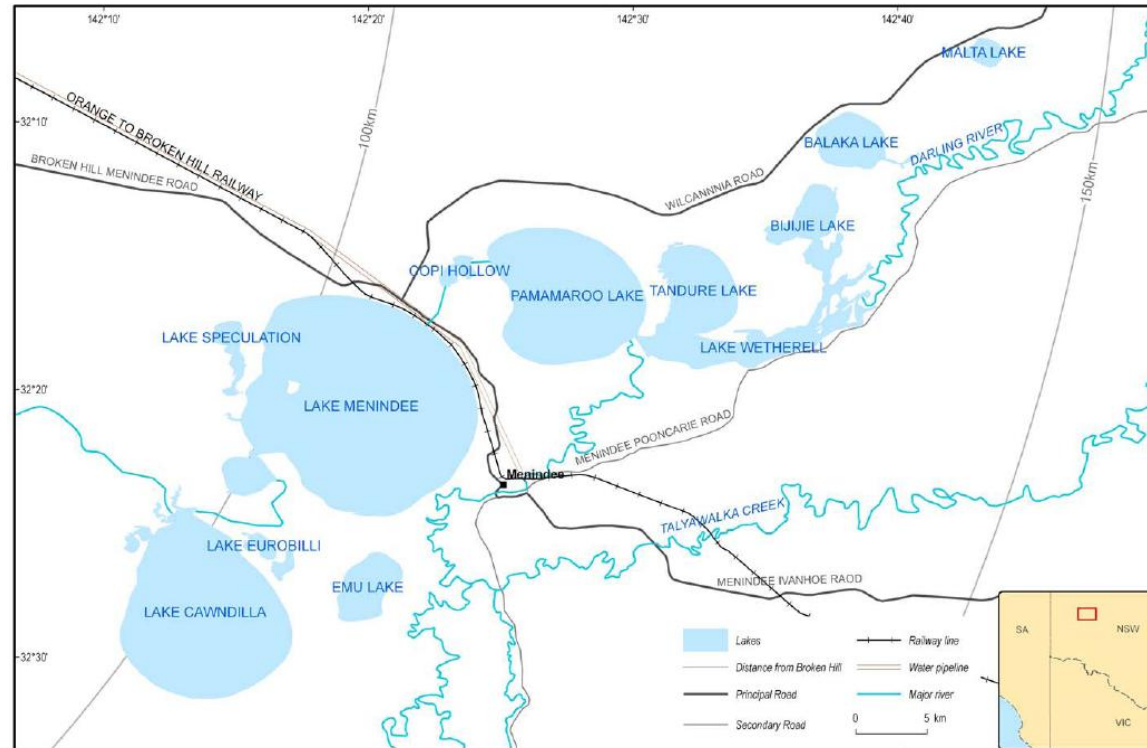 142°10'
142°20'
142°30'
142°40'
MALTA LAKE
ORANGE TO BROKEN HILL RAILWAY
100km
32°10'
BALAKA LAKE
DARLING RIVER
BROKEN HILL MENINDEE ROAD
WILCANNNIA ROAD
150km
BIJIJIE LAKE
COPI HOLLOW
PAMAMAROO LAKE
TANDURE LAKE
LAKE SPECULATION
LAKE WETHERELL
32°20'
LAKE MENINDEE
MENINDEE POONCARIE ROAD
Menindee
TALYAWALKA CREEK
LAKE EUROBILLI
EMU LAKE
MENINDEE IVANHOE RAOD
LAKE CAWNDILLA
32°30'
Lakes
Distance from Broken Hill
Principal Road
Secondary Road
Railway line
Water pipeline
Major river
0 5 km
SA
NSW
VIC